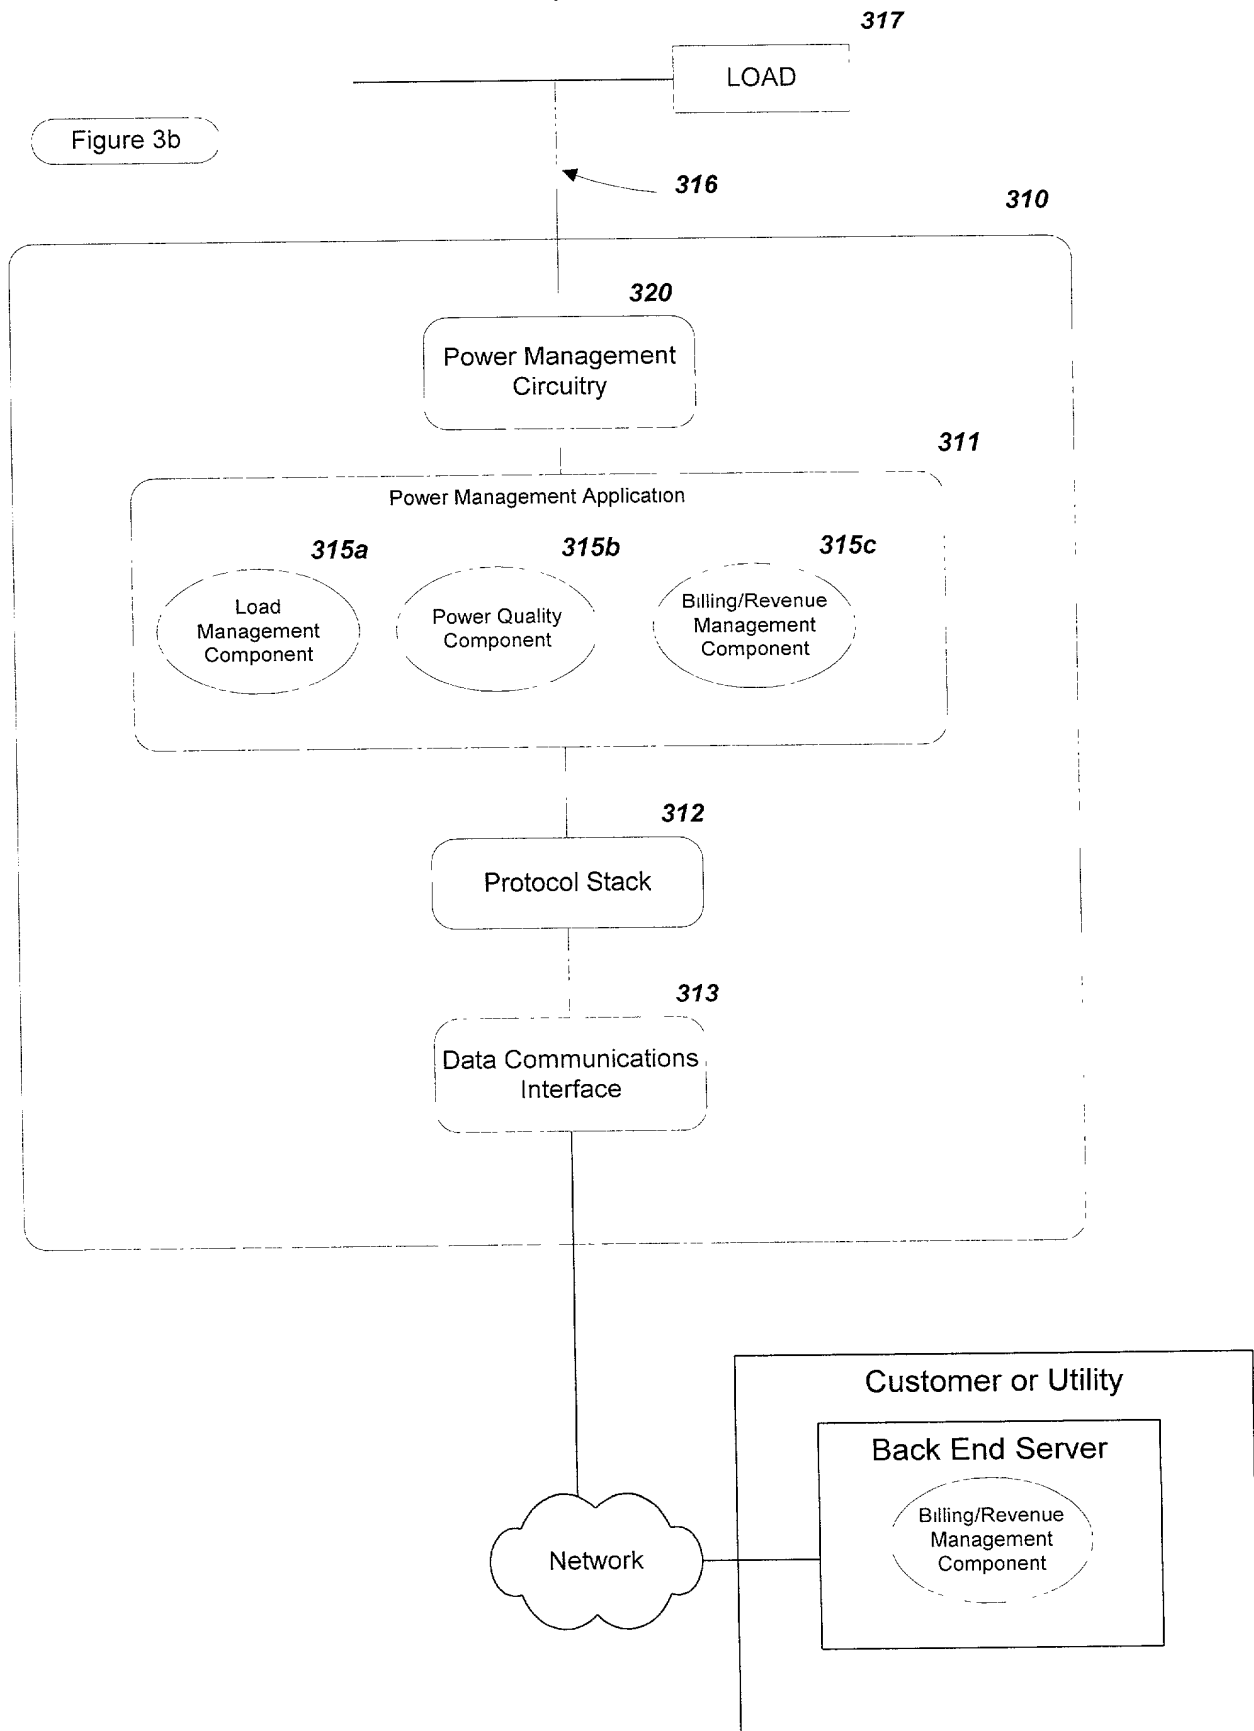 317
LOAD
Figure 3b
316
310
320
Power Management
Circuitry
311
Power Management Application
315a
315b
315c
Load
Management
Component
Power Quality
Component
Billing/Revenue
Management
Component
312
Protocol Stack
313
Data Communications
Interface
Customer or Utility
Back End Server
Billing/Revenue
Management
Component
Network